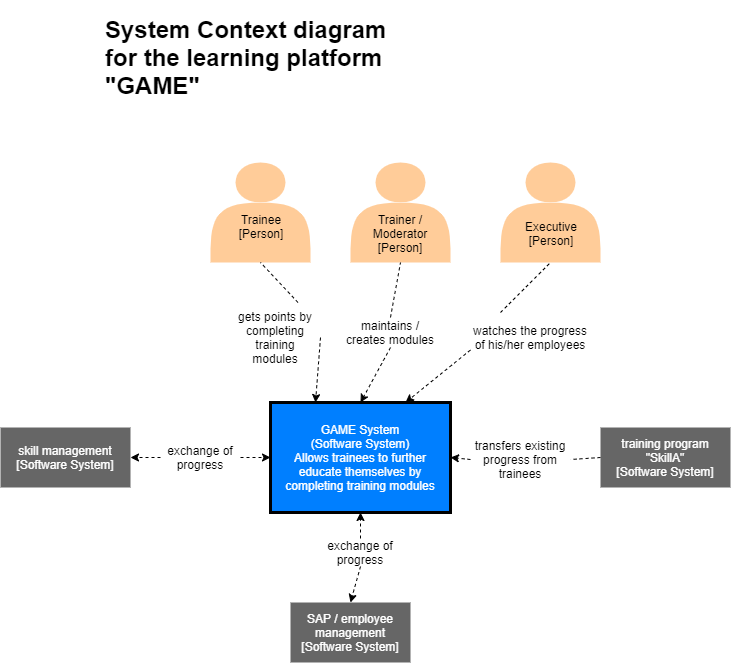 System Context diagram
for the learning platform
"GAME"
Trainee
[Person]
Trainer /
Moderator
[Person]
Executive
[Person]
gets points by
completing
training
modules
maintains /
creates modules
watches the progress
of his/her employees
skill management
[Software System]
exchange of
progress
GAME System
(Software System)
Allows trainees to further
educate themselves by
completing training modules
transfers existing
progress from
trainees
training program
"SkillA"
[Software System]
exchange of
progress
SAP / employee
management
[Software System]